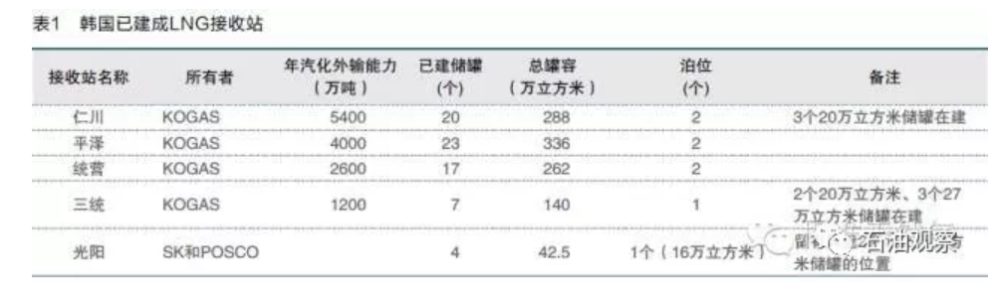 表1 韩国已建成LNG接收站
接收站名称 所有者 年汽化外输能力（万吨） 已建储罐(个) 总罐容（万立方米） 泊位(个) 备注
仁川 KOGAS 5400 20 288 2 3个20万立方米储罐在建
平泽 KOGAS 4000 23 336 2
统营 KOGAS 2600 17 262 2
三统 KOGAS 1200 7 140 1 2个20万立方米、3个27万立方米储罐在建
光阳 SK和POSCO 4 42.5 1个（16万立方米） 留 米储罐的位置
石油观察